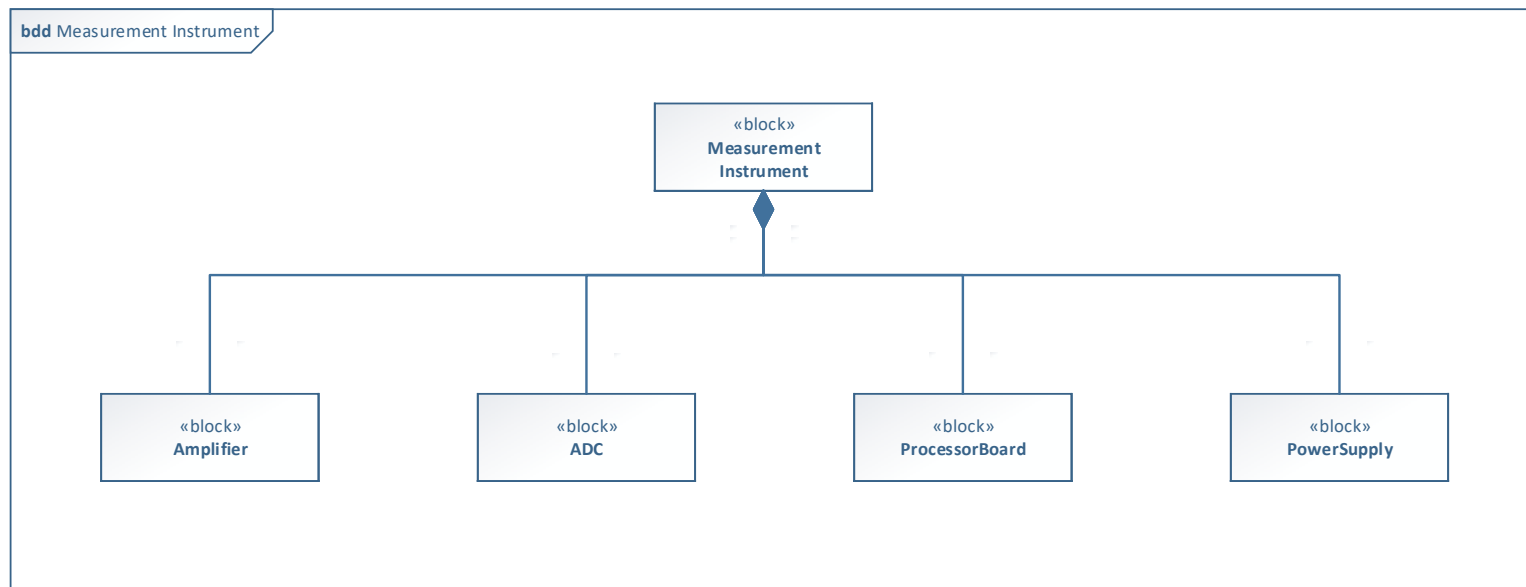 bdd Measurement Instrument
«block»
Measurement
Instrument
«block»
Amplifier
«block»
ADC
«block»
ProcessorBoard
«block»
PowerSupply